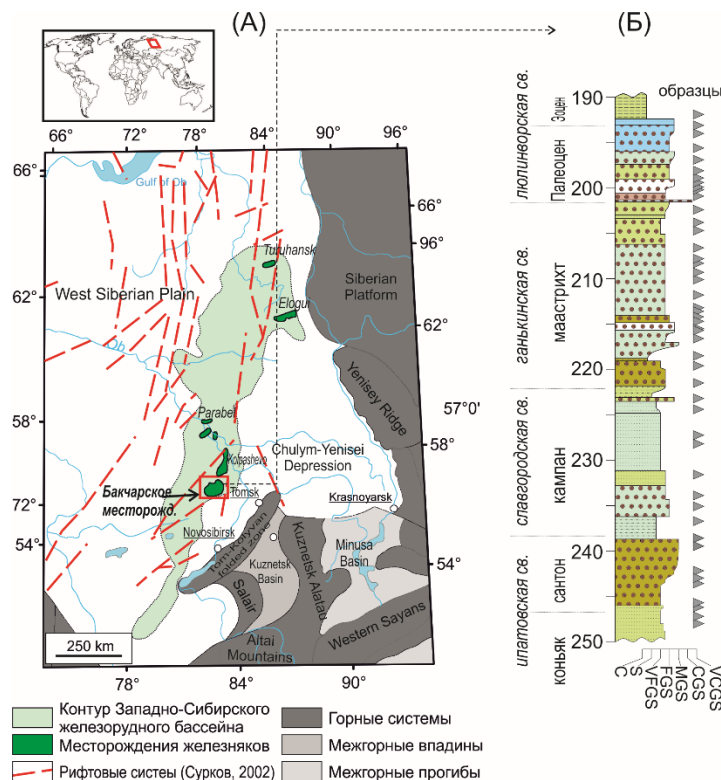 (А)
(Б)
66°
72°
78°
84°
90°
96°
66°
62°
58°
72°
54°
66°
96°
62°
57°0'
58°
54°
78°
84°
90°
Gulf of Ob
Turuhansk
Siberian
Platform
West Siberian Plain
Elogui
Ob
Yenisey Ridge
Parabel
Kolpashevo
Chulym-Yenisei
Depression
Бакчарское
месторожд.
Tomsk
Krasnoyarsk
Novosibirsk
Tom-Kolyvan
folded zone
Kuznetsk
Basin
Kuznetsk Alatau
Minusa
Basin
Salair
Western Sayans
Altai
Mountains
250 km
Контур Западно-Сибирского
железорудного бассейна
Месторождения железняков
Рифтовые систеы (Сурков, 2002)
Горные системы
Межгорные впадины
Межгорные прогибы
образцы
190
200
210
220
230
240
250
люлинворская св.
ганькинская св.
славгородская св.
ипатовская св.
Эоцен
Палеоцен
маастрихт
кампан
сантон
коньяк
C
S
VFGS
FGS
MGS
CGS
VCGS